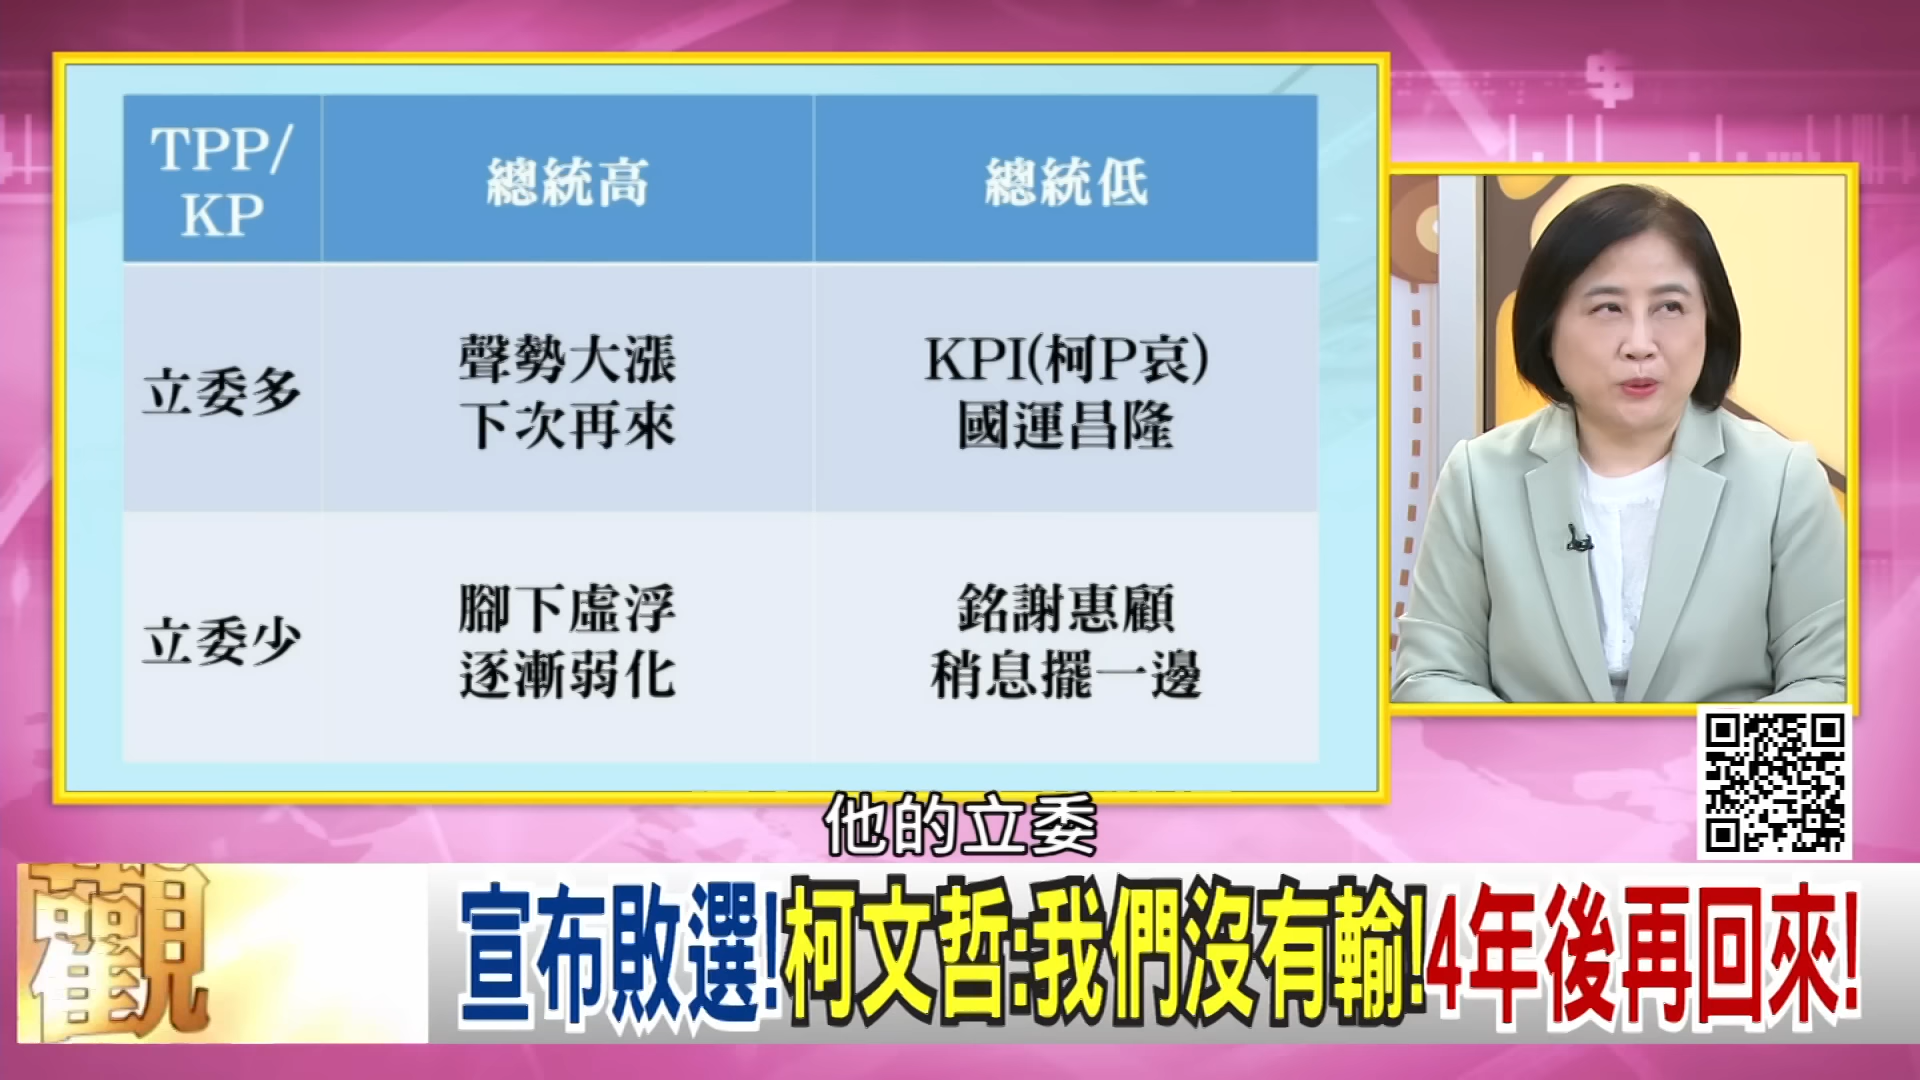 TPP/
KP
總統高
總統低
立委多
聲勢大漲
下次再來
KPI(柯P哀)
國運昌隆
立委少
腳下虛浮
逐漸弱化
銘謝惠顧
稍息擺一邊
他的立委
觀
宣布敗選!柯文哲:我們沒有輸!4年後再回來!